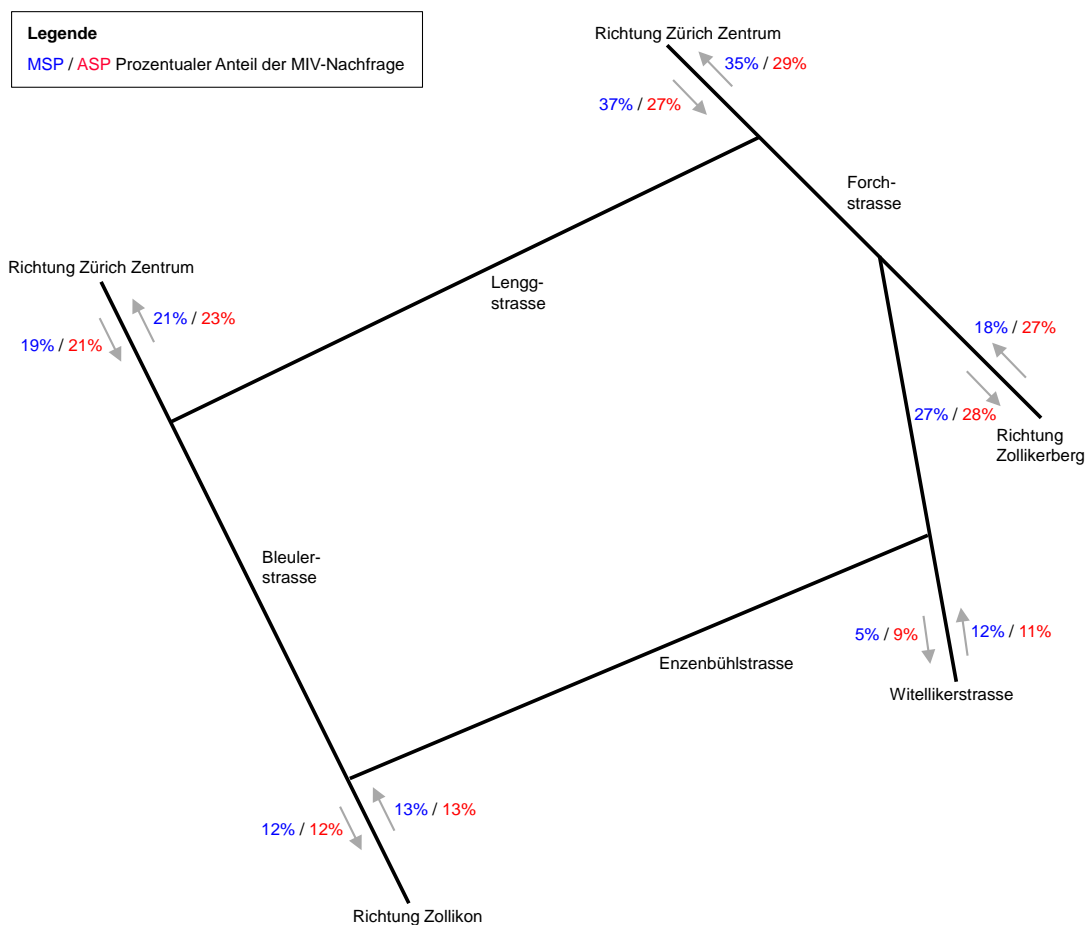 Legende
MSP / ASP Prozentualer Anteil der MIV-Nachfrage
Richtung Zürich Zentrum
35% / 29%
37% / 27%
Forch-
strasse
Richtung Zürich Zentrum
Lengg-
strasse
21% / 23%
19% / 21%
18% / 27%
27% / 28%
Richtung
Zollikerberg
Bleuler-
strasse
5% / 9%
12% / 11%
Enzenbühlstrasse
Witellikerstrasse
13% / 13%
12% / 12%
Richtung Zollikon